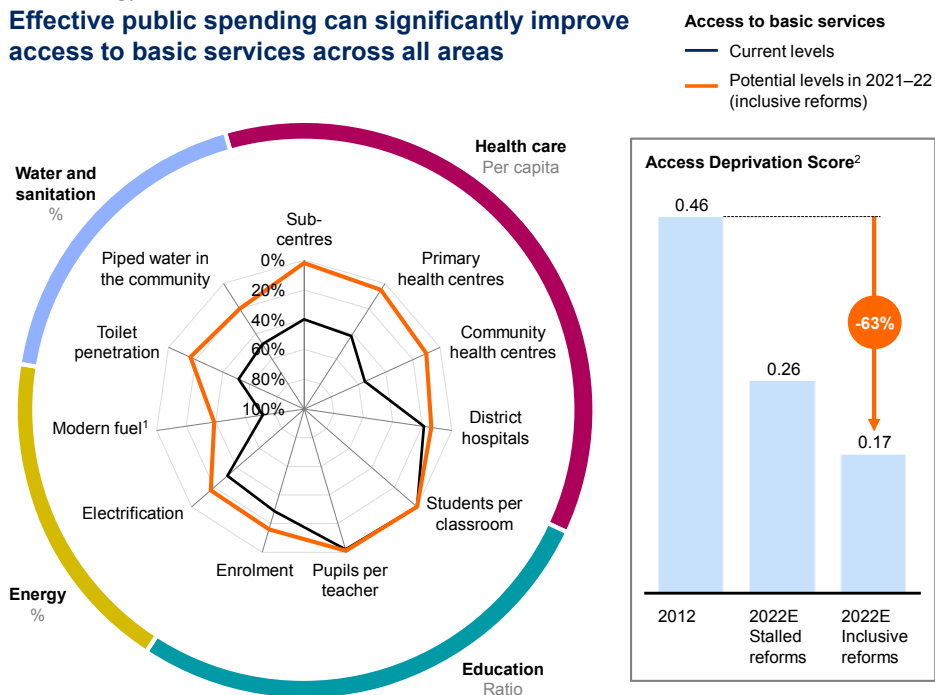 Effective public spending can significantly improve
access to basic services across all areas
Access to basic services
Current levels
Potential levels in 2021–22
(inclusive reforms)
Health care
Per capita
Water and
sanitation
%
Sub-
centres
Piped water in
the community
Primary
health centres
0%
20%
40%
60%
80%
100%
Toilet
penetration
Community
health centres
Modern fuel1
District
hospitals
Electrification
Students per
classroom
Enrolment
Pupils per
teacher
Energy
%
Education
Ratio
Access Deprivation Score2
0.46
-63%
0.26
0.17
2012
2022E
Stalled
reforms
2022E
Inclusive
reforms